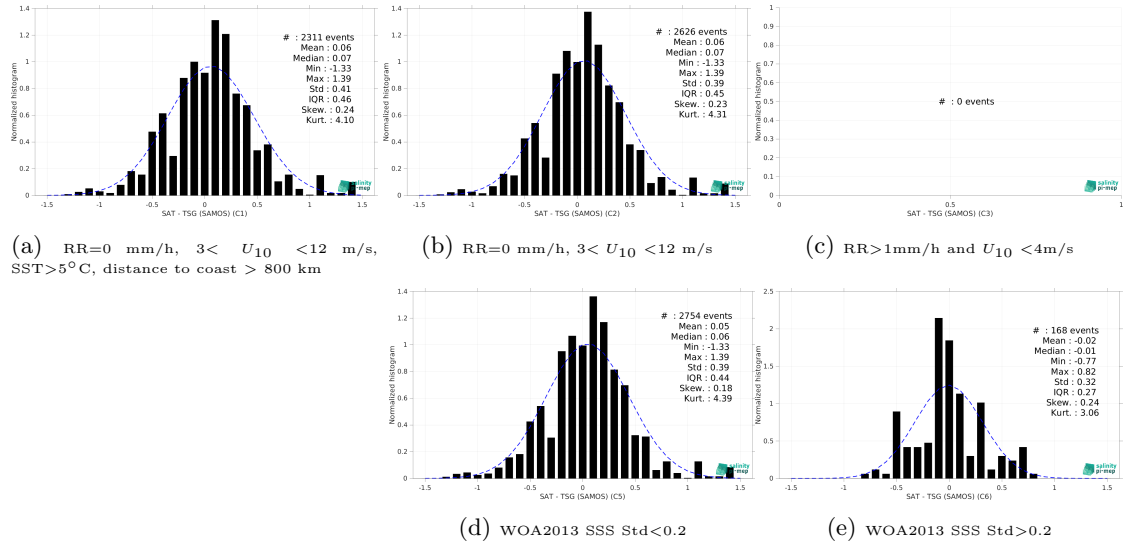 1.4
1.2
1
0.8
0.6
0.4
0.2
0
Normalized histogram
# : 2311 events
Mean : 0.06
Median : 0.07
Min : -1.33
Max : 1.39
Std : 0.41
IQR : 0.46
Skew. : 0.24
Kurt. : 4.10
salinity
pi-mep
-1.5 -1 -0.5 0 0.5 1 1.5
SAT - TSG (SAMOS) (C1)
(a) RR=0 mm/h, 3< U10 <12 m/s,
SST>5°C, distance to coast > 800 km
1.4
1.2
1
0.8
0.6
0.4
0.2
0
Normalized histogram
# : 2626 events
Mean : 0.06
Median : 0.07
Min : -1.33
Max : 1.39
Std : 0.39
IQR : 0.45
Skew. : 0.23
Kurt. : 4.31
salinity
pi-mep
-1.5 -1 -0.5 0 0.5 1 1.5
SAT - TSG (SAMOS) (C2)
(b) RR=0 mm/h, 3< U10 <12 m/s
1
0.9
0.8
0.7
0.6
0.5
0.4
0.3
0.2
0.1
0
Normalized histogram
# : 0 events
salinity
pi-mep
0 1
SAT - TSG (SAMOS) (C3)
(c) RR>1mm/h and U10 <4m/s
1.4
1.2
1
0.8
0.6
0.4
0.2
0
Normalized histogram
# : 2754 events
Mean : 0.05
Median : 0.06
Min : -1.33
Max : 1.39
Std : 0.39
IQR : 0.44
Skew. : 0.18
Kurt. : 4.39
salinity
pi-mep
-1.5 -1 -0.5 0 0.5 1 1.5
SAT - TSG (SAMOS) (C5)
(d) WOA2013 SSS Std<0.2
2.5
2
1.5
1
0.5
0
Normalized histogram
# : 168 events
Mean : -0.02
Median : -0.01
Min : -0.77
Max : 0.82
Std : 0.32
IQR : 0.27
Skew. : 0.24
Kurt. : 3.06
salinity
pi-mep
-1.5 -1 -0.5 0 0.5 1 1.5
SAT - TSG (SAMOS) (C6)
(e) WOA2013 SSS Std>0.2